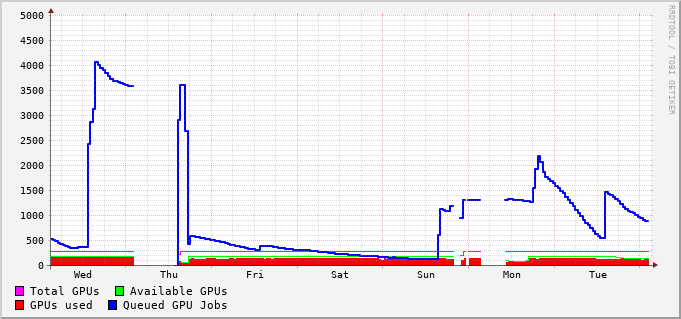 5000
4500
4000
3500
3000
2500
2000
1500
1000
500
0
Wed Thu Fri Sat Sun Mon Tue
Total GPUs Available GPUs
GPUs used Queued GPU Jobs
RRDTOOL / TOBI OETIKER